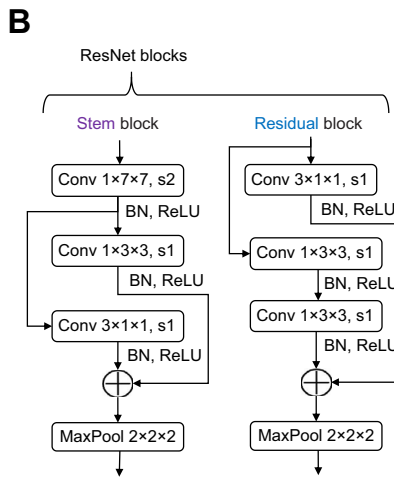 B
ResNet blocks
Stem block
Conv 1×7×7, s2
BN, ReLU
Conv 1×3×3, s1
BN, ReLU
Conv 3×1×1, s1
BN, ReLU
MaxPool 2×2×2
Residual block
Conv 3×1×1, s1
BN, ReLU
Conv 1×3×3, s1
BN, ReLU
Conv 1×3×3, s1
BN, ReLU
MaxPool 2×2×2